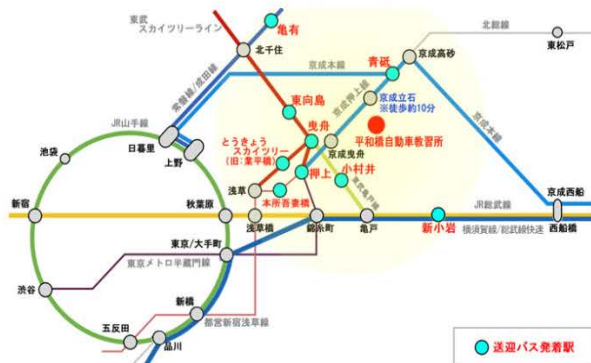 東武
スカイツリーライン
亀有
北千住
北総線
東松戸
京成高砂
青砥
京成本線
常磐線/成田線
京成押上線
京成立石
※徒歩約10分
京成本線
東向島
平和橋自動車教習所
JR山手線
日暮里
上野
曳舟
京成曳舟
とうきょう
スカイツリー
(旧:業平橋)
池袋
押上
小村井
東武亀戸線
浅草
本所吾妻橋
京成西船
新宿
秋葉原
浅草橋
錦糸町
亀戸
新小岩
JR総武線
横須賀線/総武線快速
西船橋
東京/大手町
東京メトロ半蔵門線
渋谷
新橋
都営新宿浅草線
五反田
品川
送迎バス発着駅